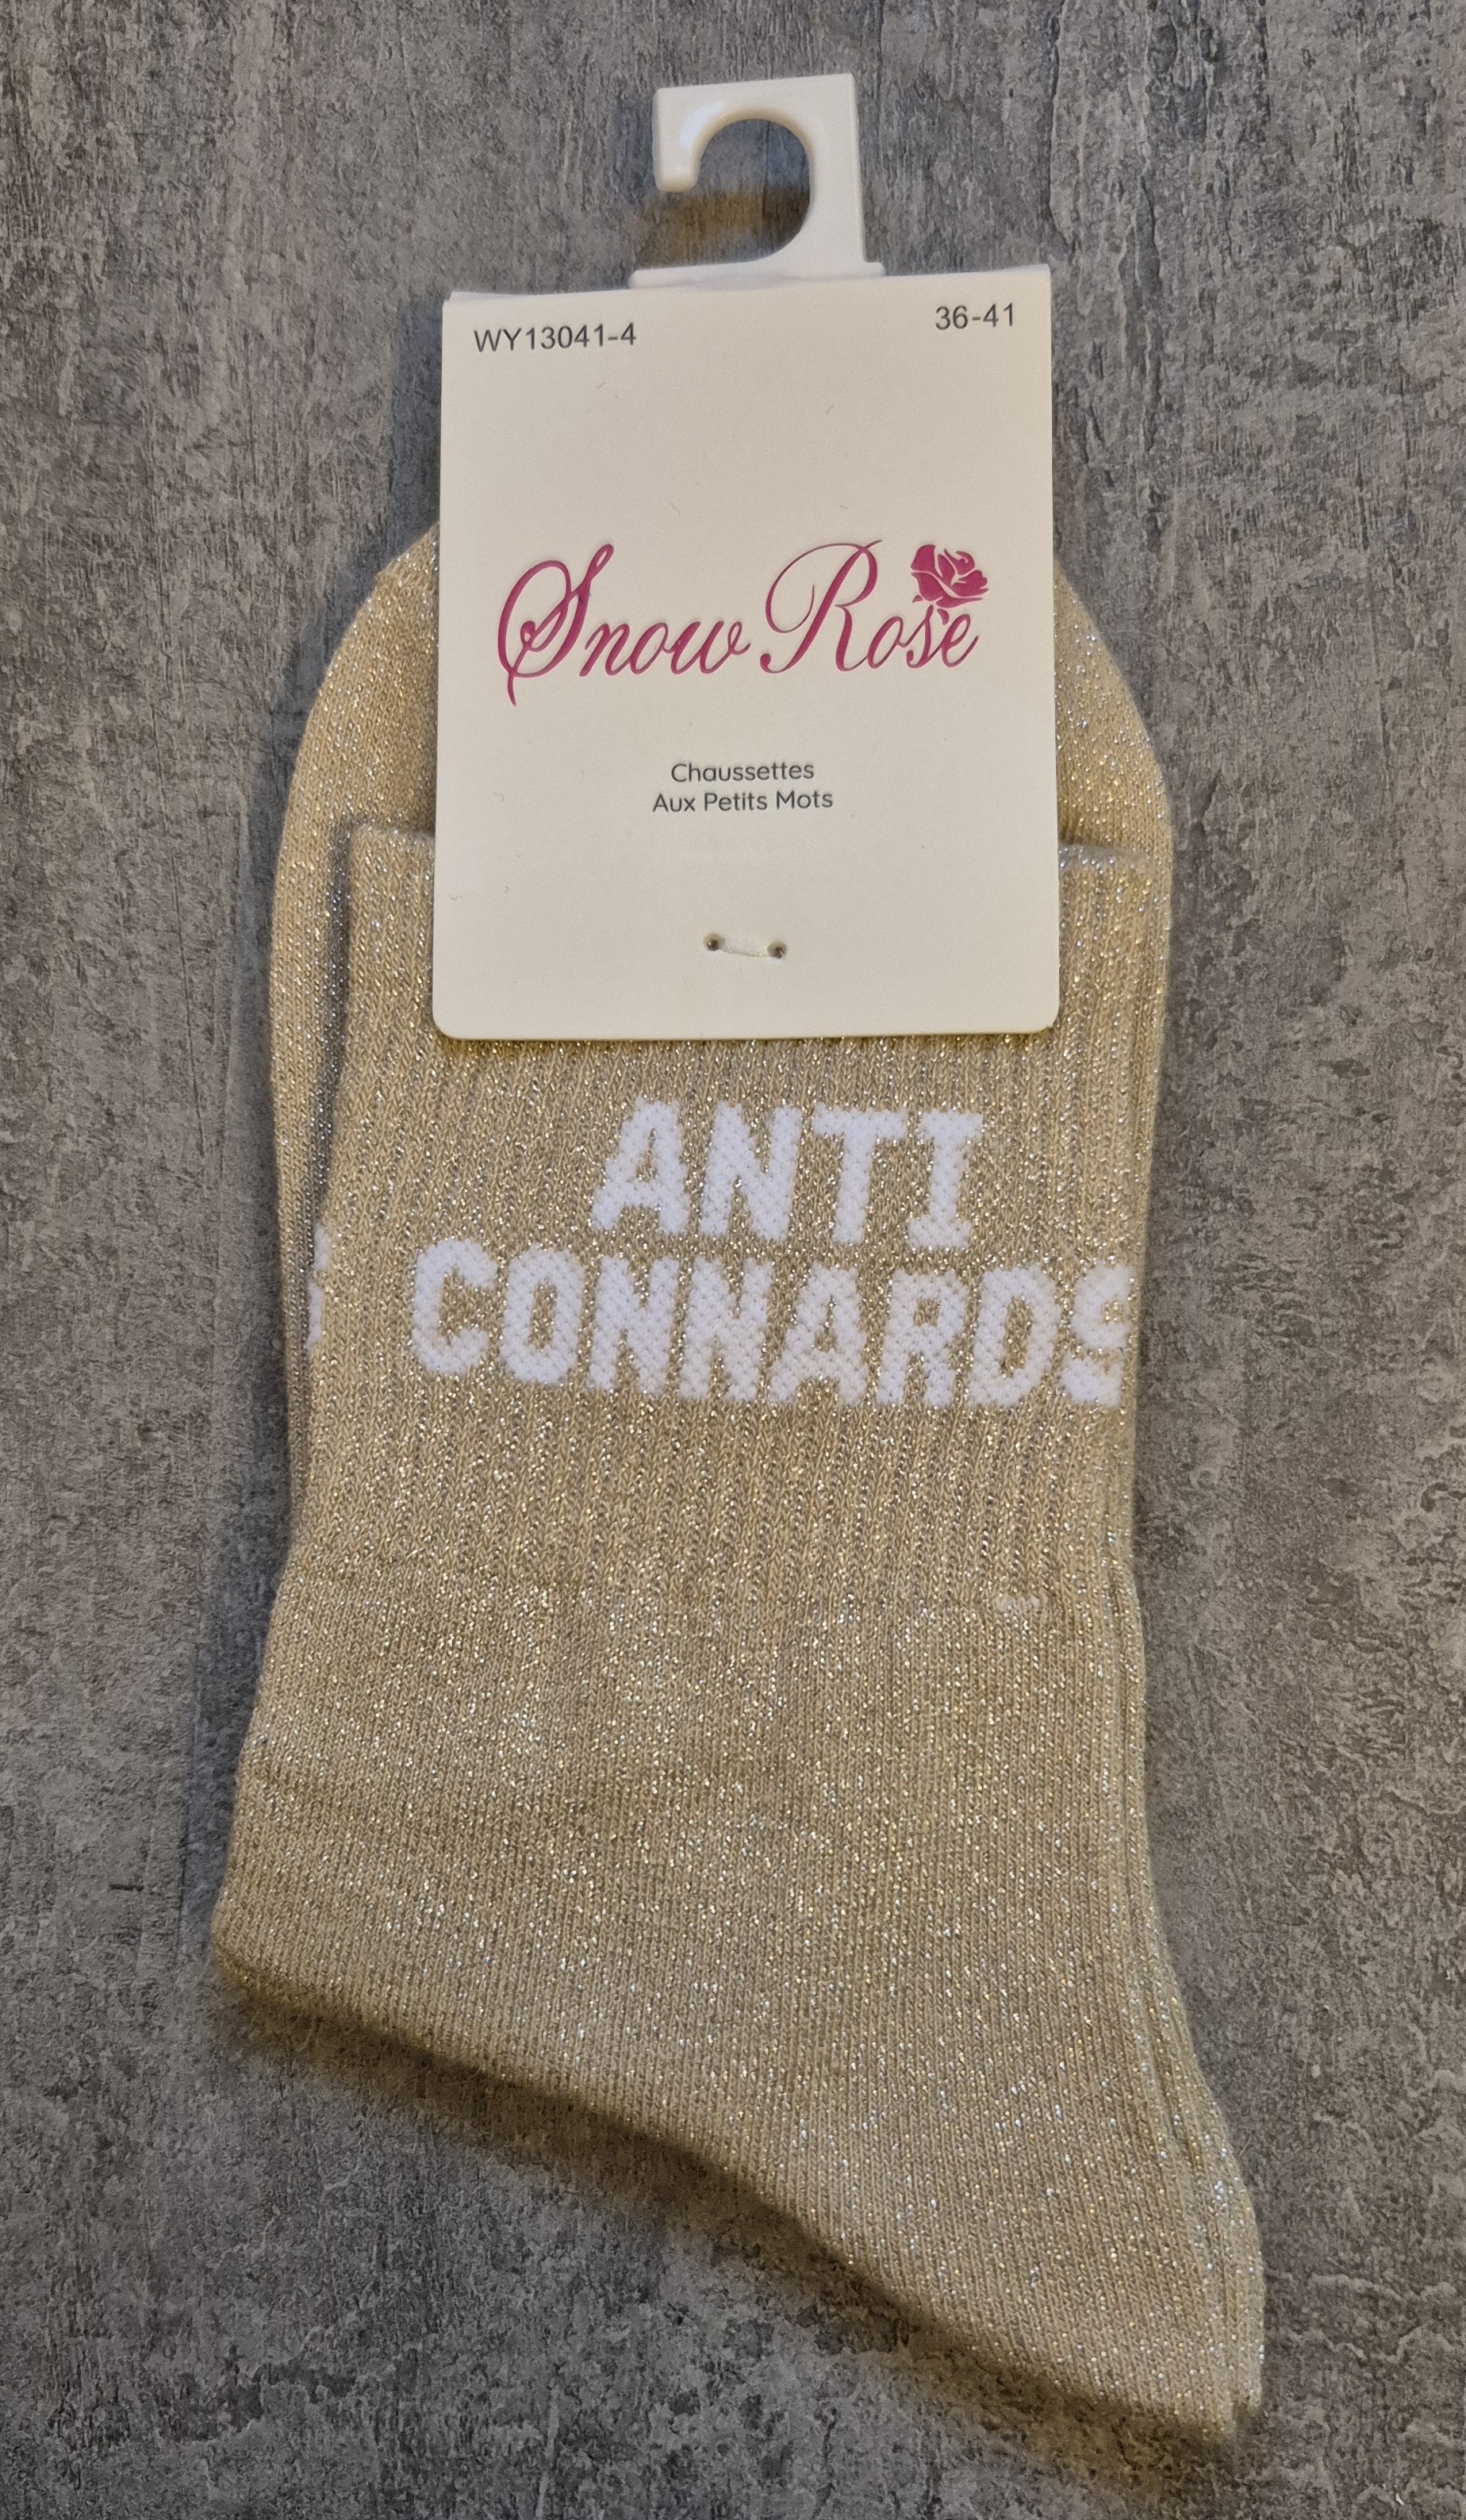 WY13041-4 36-41
Snow Rose
Chaussettes
Aux Petits Mots
ANTI
CONNARDS